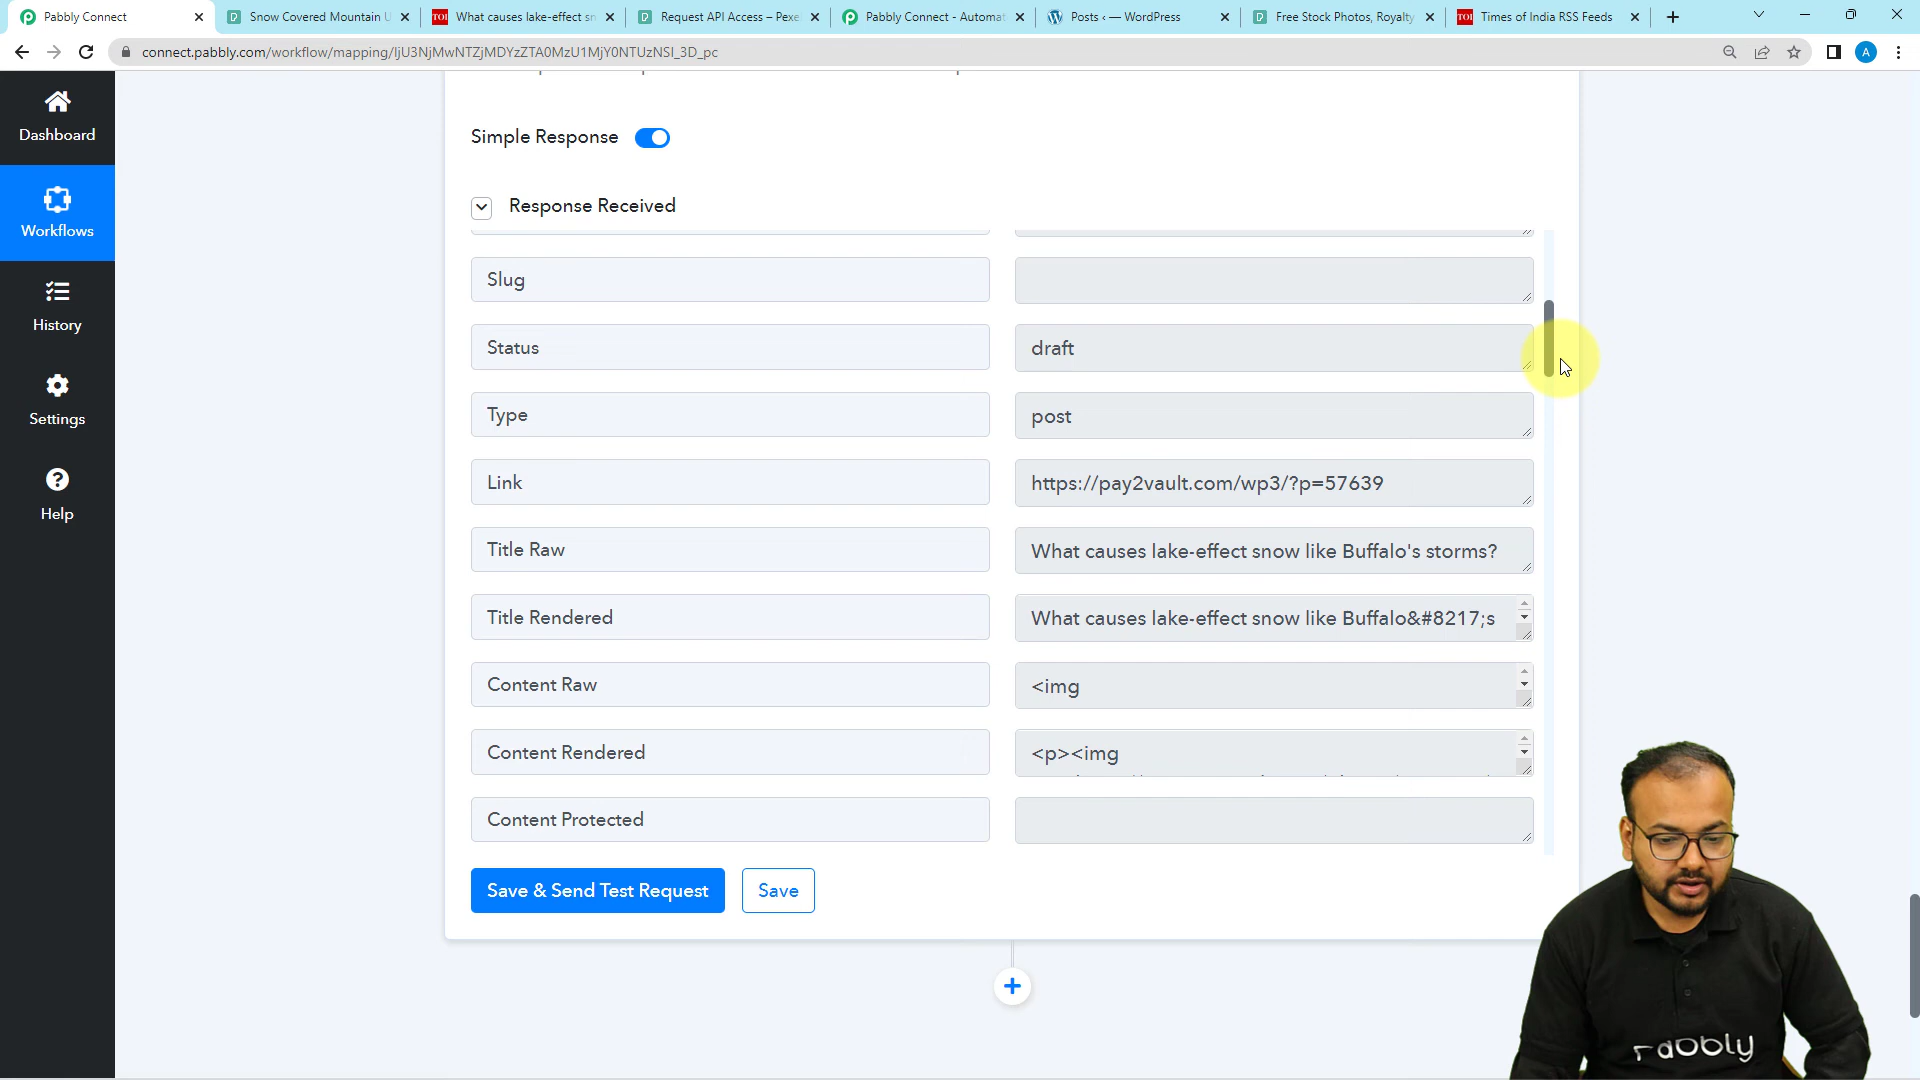 Pabbly Connect
Snow Covered Mountain U
What causes lake-effect sn
Request API Access – Pexe
Pabbly Connect - Automat
Posts ‹ — WordPress
Free Stock Photos, Royalty
Times of India RSS Feeds
connect.pabbly.com/workflow/mapping/IjU3NjMwNTZjMDYzZTA0MzU1MjY0NTUzNSI_3D_pc
A
Dashboard
Workflows
History
Settings
Help
Simple Response
Response Received
Slug
Status
draft
Type
post
Link
https://pay2vault.com/wp3/?p=57639
Title Raw
What causes lake-effect snow like Buffalo's storms?
Title Rendered
What causes lake-effect snow like Buffalo&#8217;s
Content Raw
<img
Content Rendered
<p><img
Content Protected
Save & Send Test Request
Save
pabbly